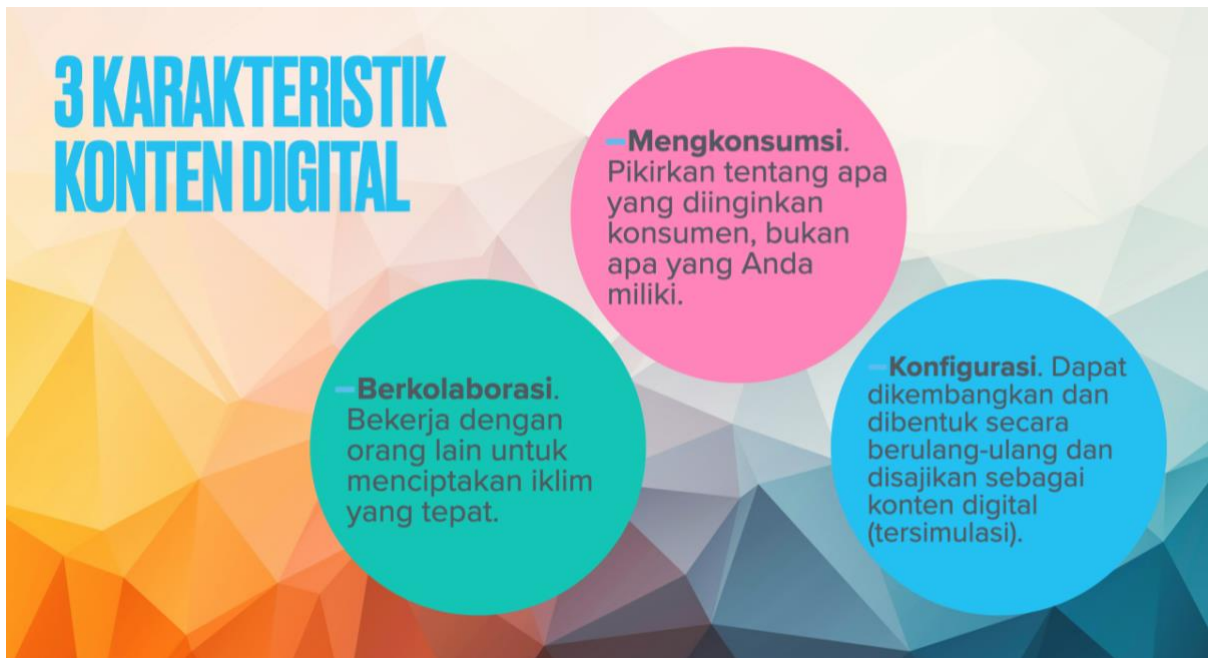 3 KARAKTERISTIK
KONTEN DIGITAL
–Mengkonsumsi.
Pikirkan tentang apa
yang diinginkan
konsumen, bukan
apa yang Anda
miliki.
–Berkolaborasi.
Bekerja dengan
orang lain untuk
menciptakan iklim
yang tepat.
–Konfigurasi. Dapat
dikembangkan dan
dibentuk secara
berulang-ulang dan
disajikan sebagai
konten digital
(tersimulasi).